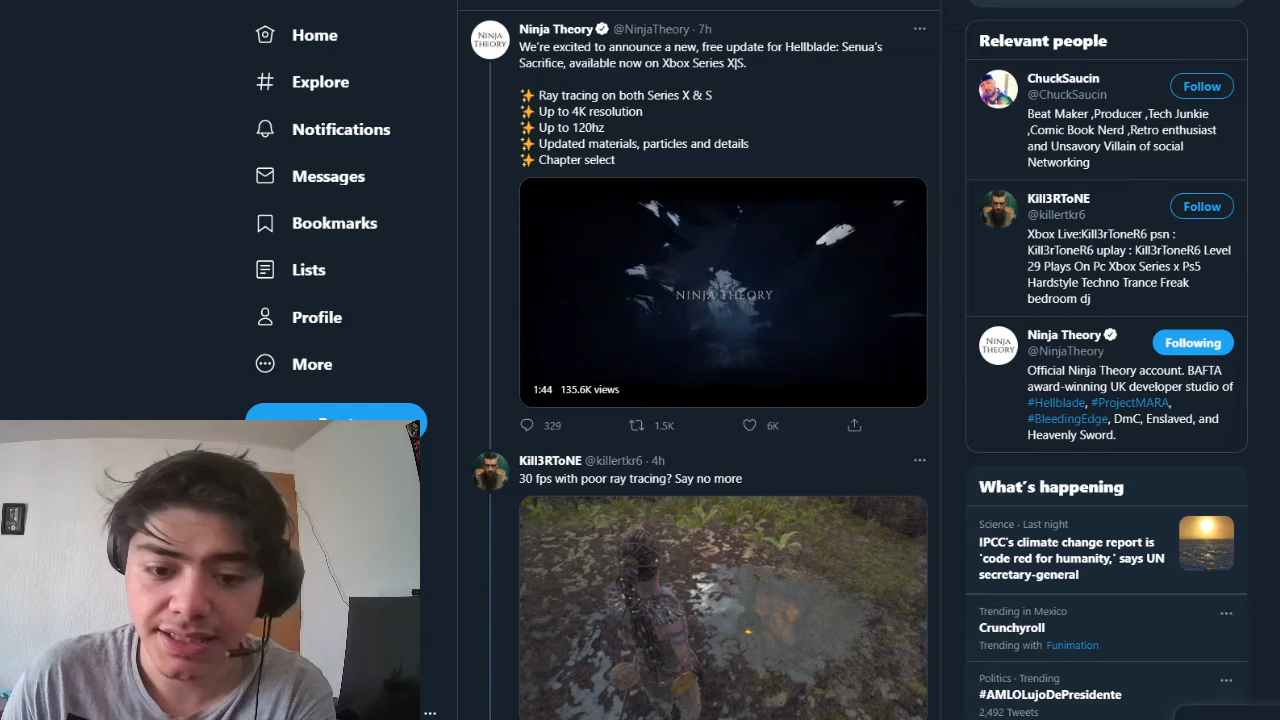 Home
Explore
Notifications
Messages
Bookmarks
Lists
Profile
More
NINJA
THEORY
Ninja Theory @NinjaTheory · 7h
We're excited to announce a new, free update for Hellblade: Senua's
Sacrifice, available now on Xbox Series X|S.
✨ Ray tracing on both Series X & S
✨ Up to 4K resolution
✨ Up to 120hz
✨ Updated materials, particles and details
✨ Chapter select
NINJA THEORY
1:44 135.6K views
329 1.5K 6K
Kill3RToNE @killertkr6 · 4h
30 fps with poor ray tracing? Say no more
Relevant people
ChuckSaucin
@ChuckSaucin
Follow
Beat Maker ,Producer ,Tech Junkie
,Comic Book Nerd ,Retro enthusiast
and Unsavory Villain of social
Networking
Kill3RToNE
@killertkr6
Follow
Xbox Live:Kill3rToneR6 psn :
Kill3rToneR6 uplay : Kill3rToneR6 Level
29 Plays On Pc Xbox Series x Ps5
Hardstyle Techno Trance Freak
bedroom dj
NINJA
THEORY
Ninja Theory
@NinjaTheory
Following
Official Ninja Theory account. BAFTA
award-winning UK developer studio of
#Hellblade, #ProjectMARA,
#BleedingEdge, DmC, Enslaved, and
Heavenly Sword.
What's happening
Science · Last night
IPCC's climate change report is
'code red for humanity,' says UN
secretary-general
Trending in Mexico
Crunchyroll
Trending with Funimation
Politics · Trending
#AMLOLujoDePresidente
2,492 Tweets